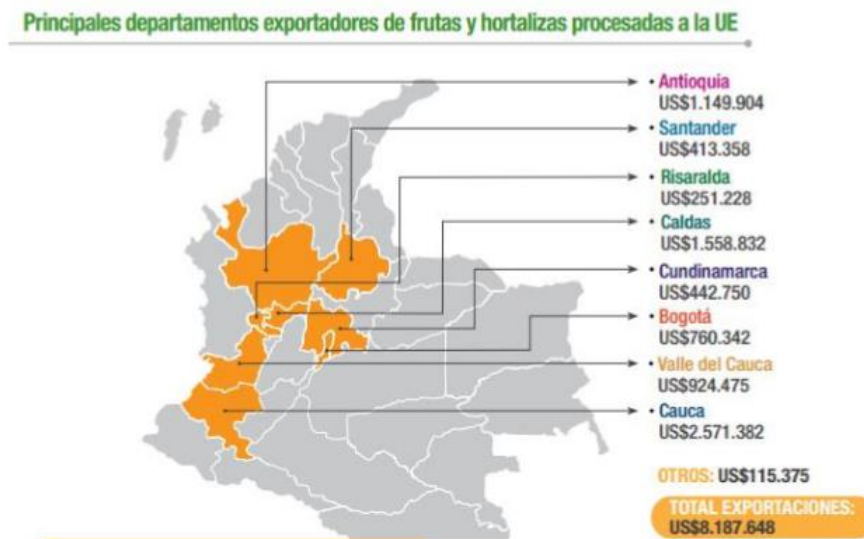 Principales departamentos exportadores de frutas y hortalizas procesadas a la UE
• Antioquia
US$1.149.904
• Santander
US$413.358
• Risaralda
US$251.228
• Caldas
US$1.558.832
• Cundinamarca
US$442.750
• Bogotá
US$760.342
• Valle del Cauca
US$924.475
• Cauca
US$2.571.382
OTROS: US$115.375
TOTAL EXPORTACIONES:
US$8.187.648